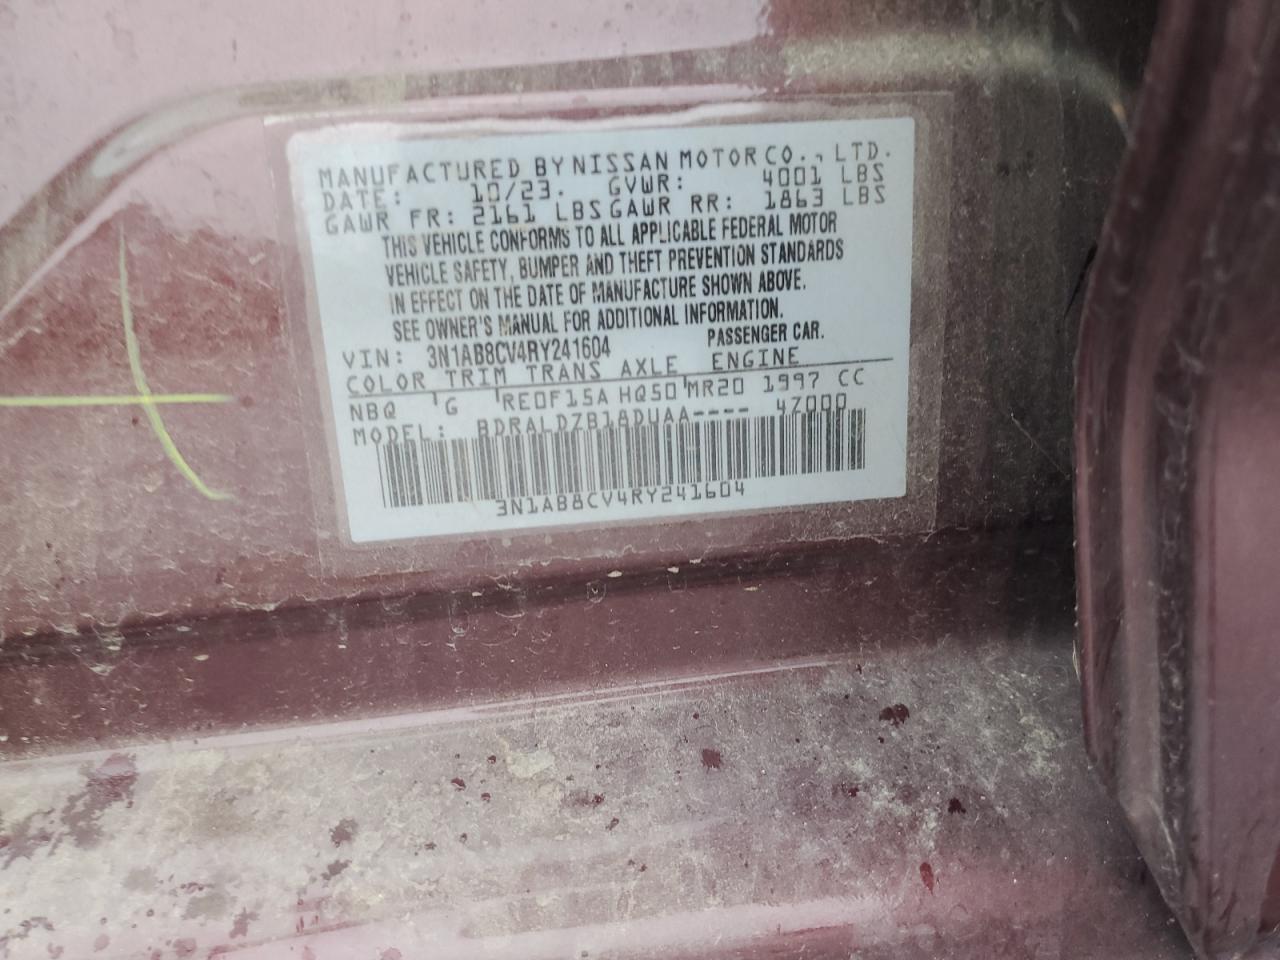 MANUFACTURED BY NISSAN MOTOR CO., LTD.
DATE: 10/23. GVWR: 4001 LBS
GAWR FR: 2161 LBS GAWR RR: 1863 LBS
THIS VEHICLE CONFORMS TO ALL APPLICABLE FEDERAL MOTOR
VEHICLE SAFETY, BUMPER AND THEFT PREVENTION STANDARDS
IN EFFECT ON THE DATE OF MANUFACTURE SHOWN ABOVE.
SEE OWNER'S MANUAL FOR ADDITIONAL INFORMATION.
VIN: 3N1AB8CV4RY241604 PASSENGER CAR.
COLOR TRIM TRANS AXLE ENGINE
NBQ G RE0F15A HQ50 MR20 1997 CC
MODEL: BDRALDZB18DUAA---- 47000
3N1AB8CV4RY241604